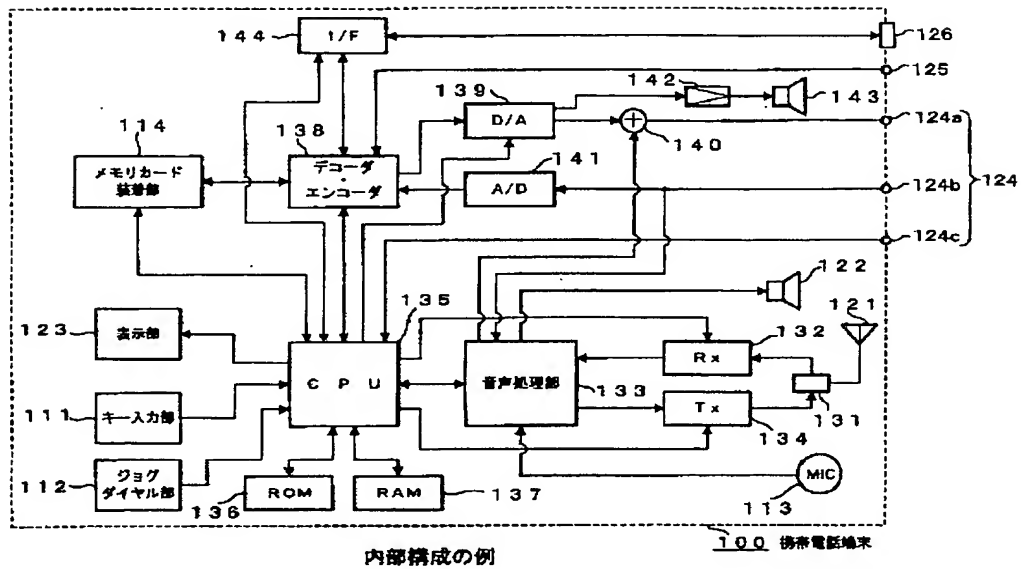 144
I/F
126
125
142
139
143
D/A
124a
114
138
140
141
デコーダ
・
エンコーダ
メモリカード
装着部
A/D
124b
124
124c
122
135
121
123
表示部
132
CPU
音声処理部
Rx
133
111
キー入力部
Tx
131
134
ジョグ
ダイヤル部
112
MIC
ROM
RAM
137
136
113
100 携帯電話端末
内部構成の例